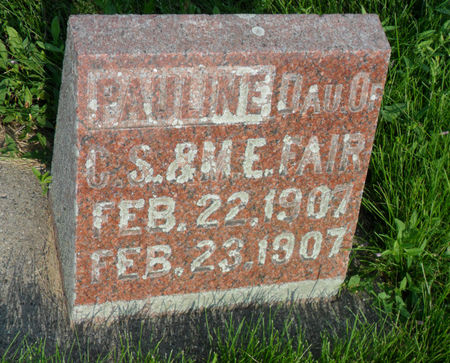 PAULINE DAU. OF
C. S. & M. E. FAIR
FEB. 22. 1907
FEB. 23. 1907